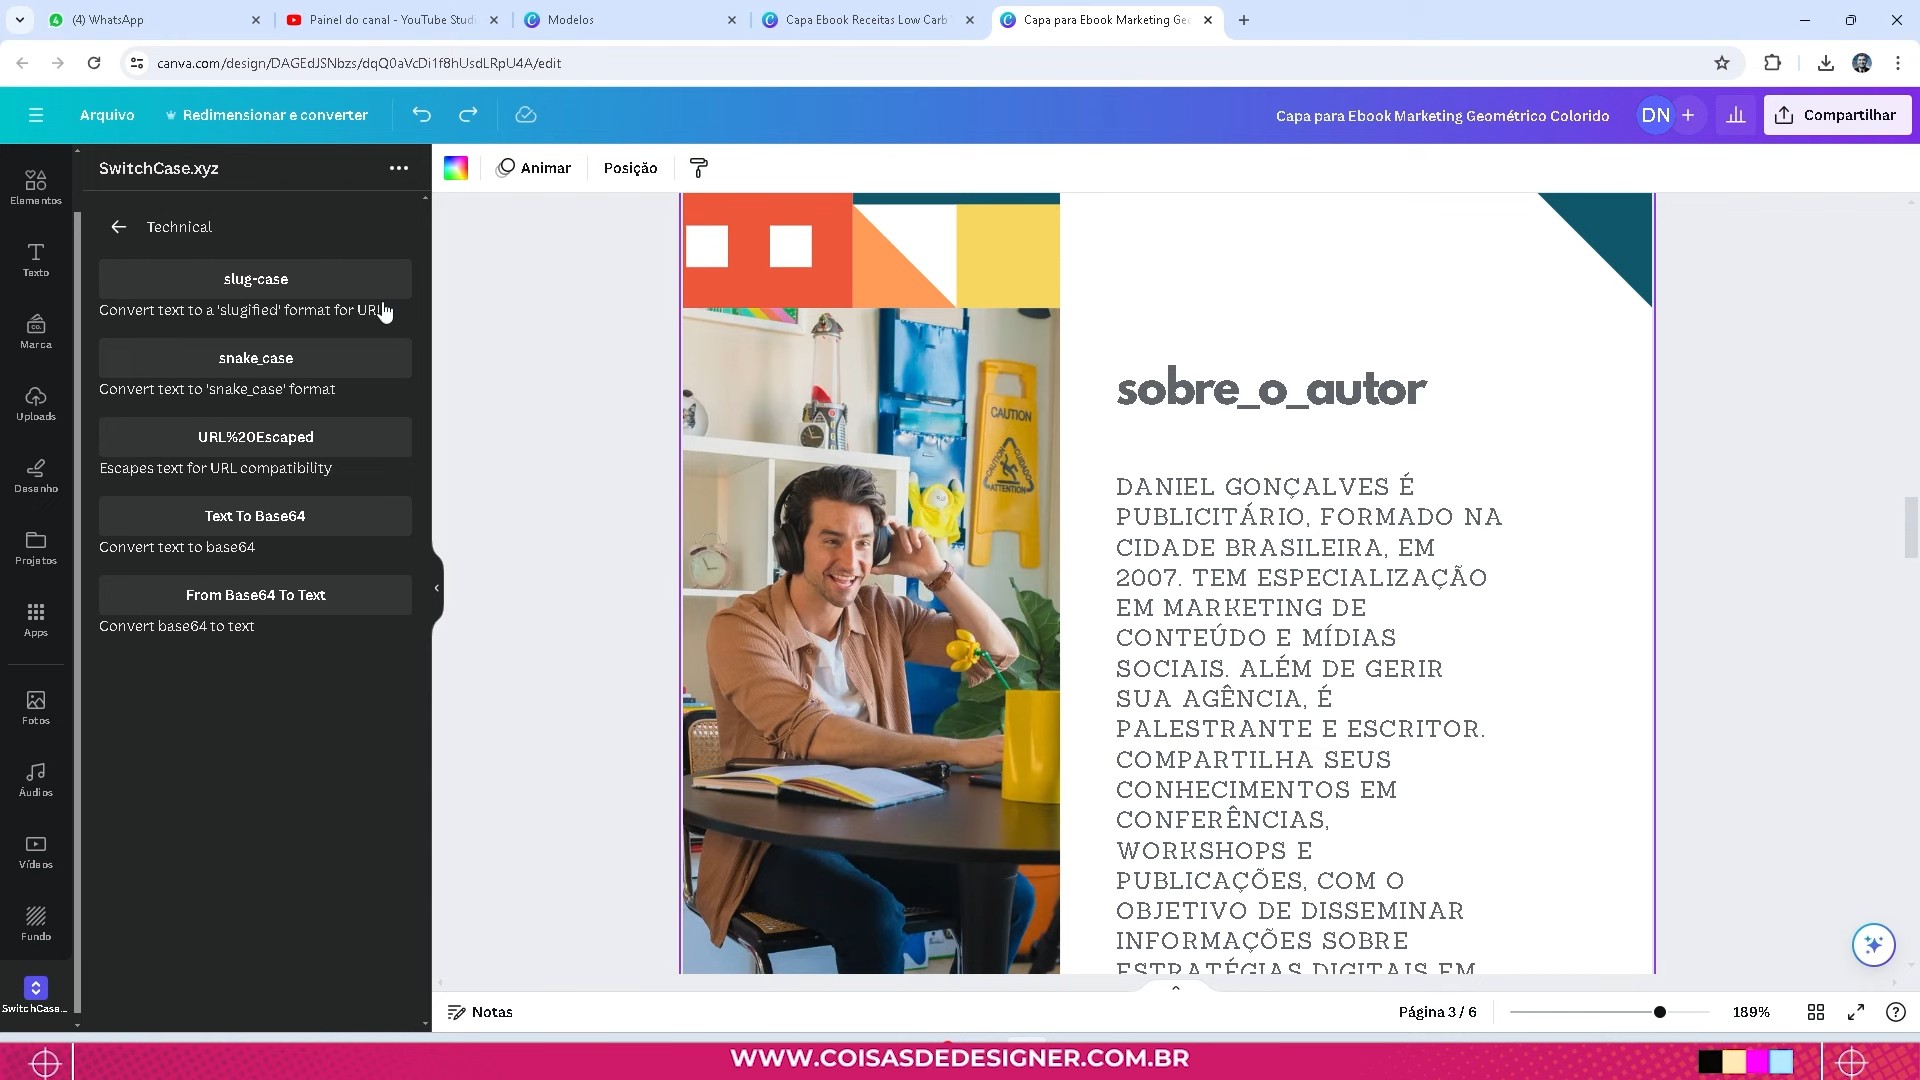 (4) WhatsApp
Painel do canal - YouTube Stud
Modelos
Capa Ebook Receitas Low Carb
Capa para Ebook Marketing Ge
canva.com/design/DAGEdJSNbzs/dqQ0aVcDi1f8hUsdLRpU4A/edit
Arquivo
Redimensionar e converter
Capa para Ebook Marketing Geométrico Colorido
DN
Compartilhar
SwitchCase.xyz
Animar
Posição
Elementos
Texto
Marca
Uploads
Desenho
Projetos
Apps
Fotos
Áudios
Vídeos
Fundo
SwitchCase...
Technical
slug-case
Convert text to a 'slugified' format for URL
snake_case
Convert text to 'snake_case' format
URL%20Escaped
Escapes text for URL compatibility
Text To Base64
Convert text to base64
From Base64 To Text
Convert base64 to text
CAUTION
CAUTION
CUIDADO
ATTENTION
sobre_o_autor
DANIEL GONÇALVES É
PUBLICITÁRIO, FORMADO NA
CIDADE BRASILEIRA, EM
2007. TEM ESPECIALIZAÇÃO
EM MARKETING DE
CONTEÚDO E MÍDIAS
SOCIAIS. ALÉM DE GERIR
SUA AGÊNCIA, É
PALESTRANTE E ESCRITOR.
COMPARTILHA SEUS
CONHECIMENTOS EM
CONFERÊNCIAS,
WORKSHOPS E
PUBLICAÇÕES, COM O
OBJETIVO DE DISSEMINAR
INFORMAÇÕES SOBRE
ESTRATÉGIAS DIGITAIS EM
Notas
Página 3 / 6
189%
WWW.COISASDEDESIGNER.COM.BR